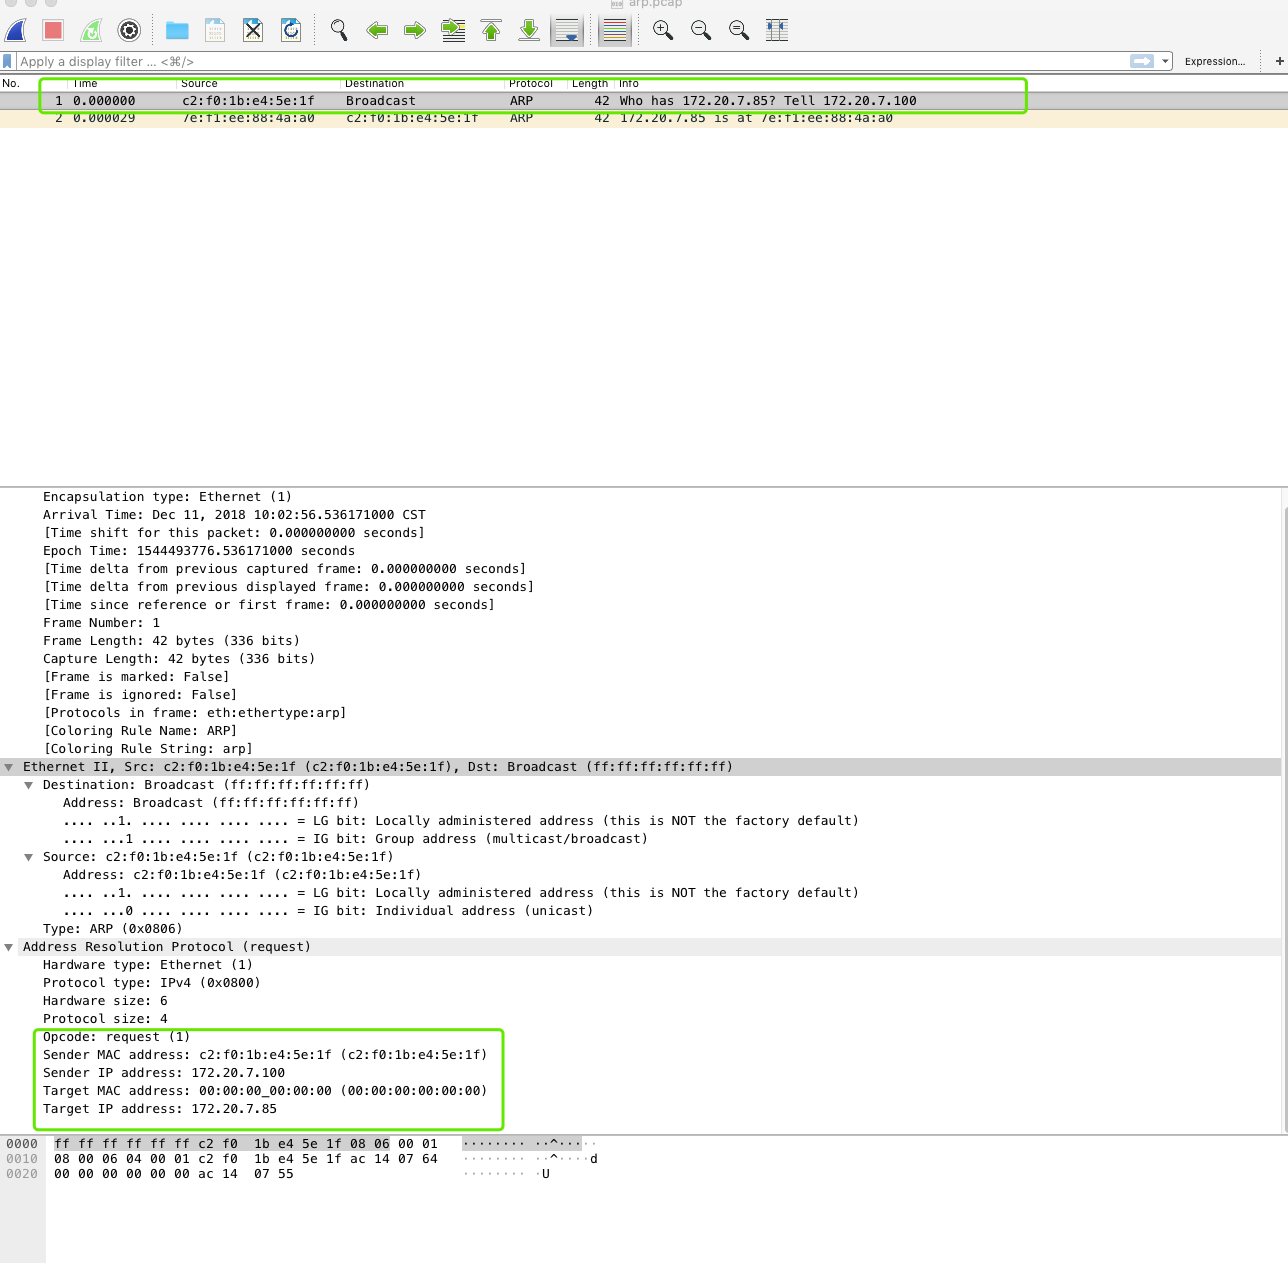 arp.pcap
Apply a display filter ... <⌘/>
Expression...
+
No. Time Source Destination Protocol Length Info
1 0.000000 c2:f0:1b:e4:5e:1f Broadcast ARP 42 Who has 172.20.7.85? Tell 172.20.7.100
2 0.000029 7e:f1:ee:88:4a:a0 c2:f0:1b:e4:5e:1f ARP 42 172.20.7.85 is at 7e:f1:ee:88:4a:a0
Encapsulation type: Ethernet (1)
Arrival Time: Dec 11, 2018 10:02:56.536171000 CST
[Time shift for this packet: 0.000000000 seconds]
Epoch Time: 1544493776.536171000 seconds
[Time delta from previous captured frame: 0.000000000 seconds]
[Time delta from previous displayed frame: 0.000000000 seconds]
[Time since reference or first frame: 0.000000000 seconds]
Frame Number: 1
Frame Length: 42 bytes (336 bits)
Capture Length: 42 bytes (336 bits)
[Frame is marked: False]
[Frame is ignored: False]
[Protocols in frame: eth:ethertype:arp]
[Coloring Rule Name: ARP]
[Coloring Rule String: arp]
Ethernet II, Src: c2:f0:1b:e4:5e:1f (c2:f0:1b:e4:5e:1f), Dst: Broadcast (ff:ff:ff:ff:ff:ff)
Destination: Broadcast (ff:ff:ff:ff:ff:ff)
Address: Broadcast (ff:ff:ff:ff:ff:ff)
.... ..1. .... .... .... .... = LG bit: Locally administered address (this is NOT the factory default)
.... ...1 .... .... .... .... = IG bit: Group address (multicast/broadcast)
Source: c2:f0:1b:e4:5e:1f (c2:f0:1b:e4:5e:1f)
Address: c2:f0:1b:e4:5e:1f (c2:f0:1b:e4:5e:1f)
.... ..1. .... .... .... .... = LG bit: Locally administered address (this is NOT the factory default)
.... ...0 .... .... .... .... = IG bit: Individual address (unicast)
Type: ARP (0x0806)
Address Resolution Protocol (request)
Hardware type: Ethernet (1)
Protocol type: IPv4 (0x0800)
Hardware size: 6
Protocol size: 4
Opcode: request (1)
Sender MAC address: c2:f0:1b:e4:5e:1f (c2:f0:1b:e4:5e:1f)
Sender IP address: 172.20.7.100
Target MAC address: 00:00:00_00:00:00 (00:00:00:00:00:00)
Target IP address: 172.20.7.85
0000 ff ff ff ff ff ff c2 f0 1b e4 5e 1f 08 06 00 01 ········ ··^·····
0010 08 00 06 04 00 01 c2 f0 1b e4 5e 1f ac 14 07 64 ········ ··^····d
0020 00 00 00 00 00 00 ac 14 07 55 ········ ·U